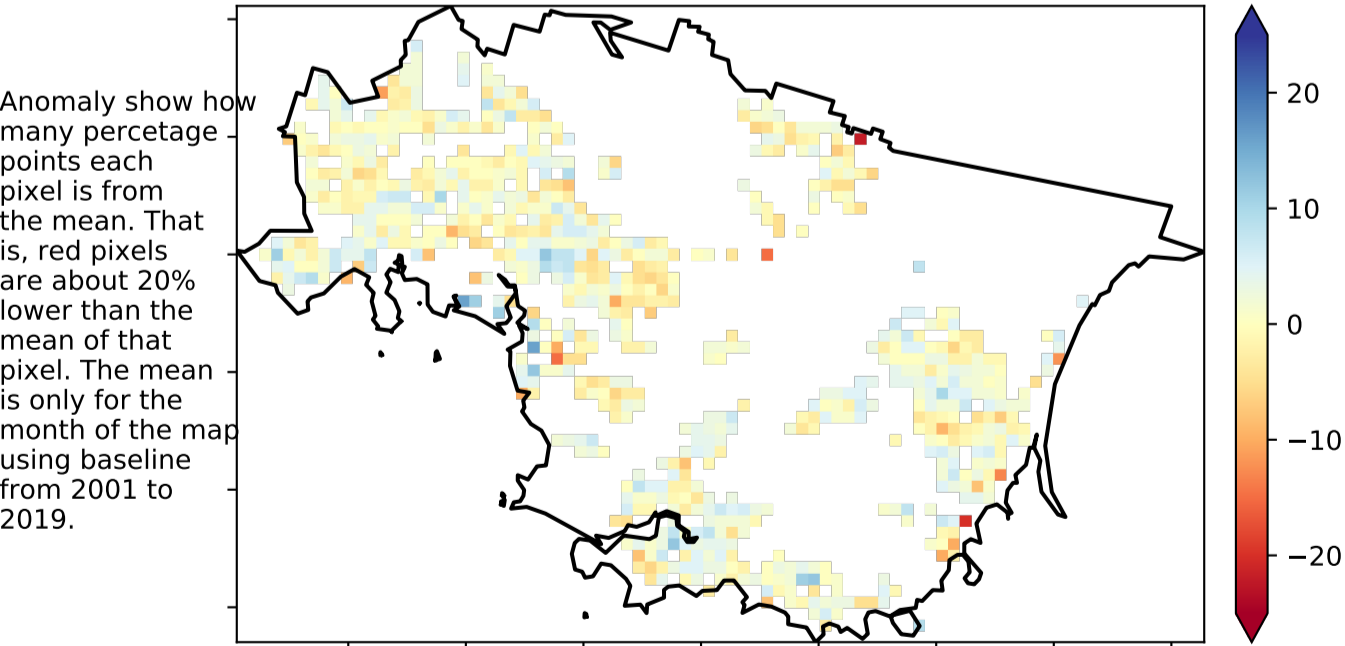 Anomaly show how
many percetage
points each
pixel is from
the mean. That
is, red pixels
are about 20%
lower than the
mean of that
pixel. The mean
is only for the
month of the map
using baseline
from 2001 to
2019.
20
10
0
−10
−20